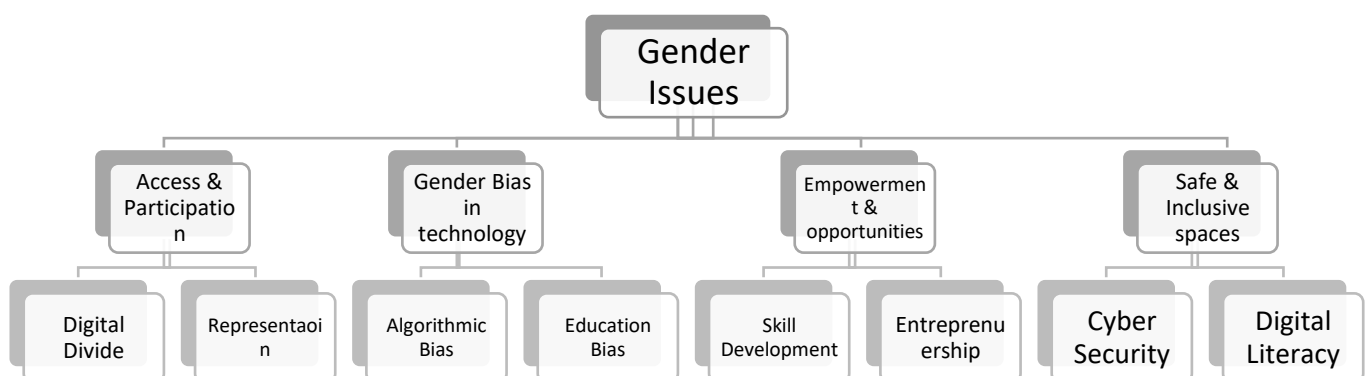 Gender
Issues
Access &
Participatio
n
Gender Bias
in
technology
Empowermen
t &
opportunities
Safe &
Inclusive
spaces
Digital
Divide
Representaoi
n
Algorithmic
Bias
Education
Bias
Skill
Development
Entreprenu
ership
Cyber
Security
Digital
Literacy